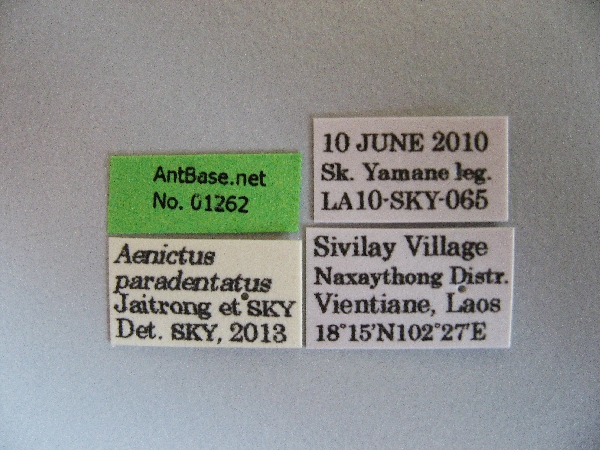 AntBase.net
No. 01262
10 JUNE 2010
Sk. Yamane leg.
LA10-SKY-065
Aenictus
paradentatus
Jaitrong et SKY
Det. SKY, 2013
Sivilay Village
Naxaythong Distr.
Vientiane, Laos
18°15'N102°27'E